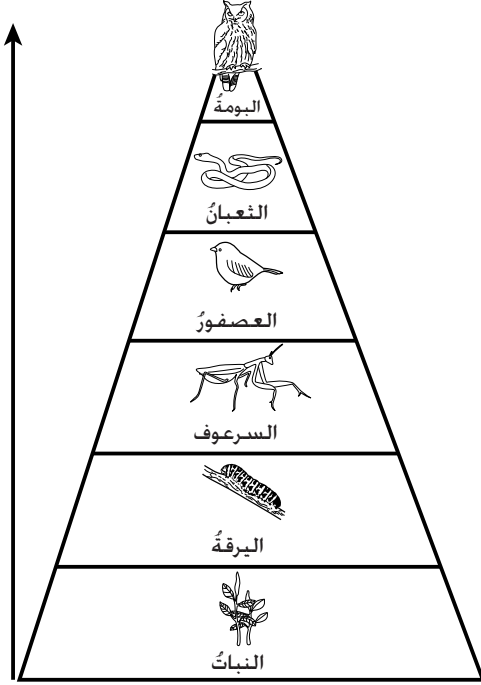 البومةُ
الثعبانُ
العصفورُ
السرعوف
اليرقةُ
النباتُ